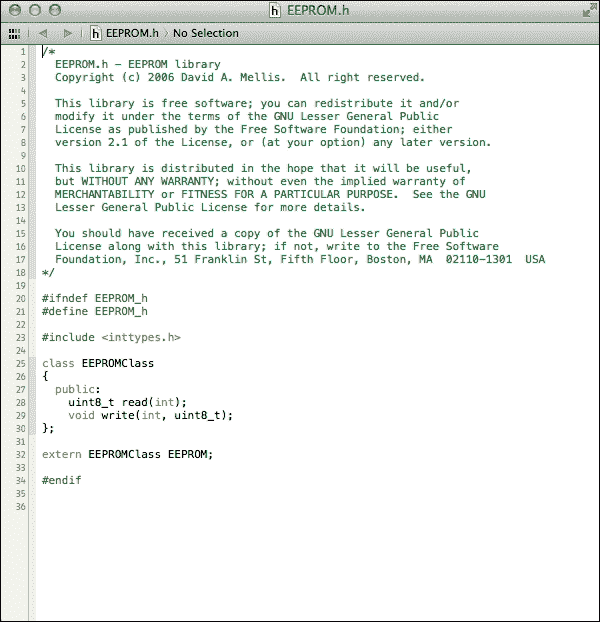 EEPROM.h
EEPROM.h › No Selection
1 /*
2   EEPROM.h - EEPROM library
3   Copyright (c) 2006 David A. Mellis.  All right reserved.
4
5   This library is free software; you can redistribute it and/or
6   modify it under the terms of the GNU Lesser General Public
7   License as published by the Free Software Foundation; either
8   version 2.1 of the License, or (at your option) any later version.
9
10   This library is distributed in the hope that it will be useful,
11   but WITHOUT ANY WARRANTY; without even the implied warranty of
12   MERCHANTABILITY or FITNESS FOR A PARTICULAR PURPOSE.  See the GNU
13   Lesser General Public License for more details.
14
15   You should have received a copy of the GNU Lesser General Public
16   License along with this library; if not, write to the Free Software
17   Foundation, Inc., 51 Franklin St, Fifth Floor, Boston, MA  02110-1301  USA
18 */
19
20 #ifndef EEPROM_h
21 #define EEPROM_h
22
23 #include <inttypes.h>
24
25 class EEPROMClass
26 {
27   public:
28     uint8_t read(int);
29     void write(int, uint8_t);
30 };
31
32 extern EEPROMClass EEPROM;
33
34 #endif
35
36